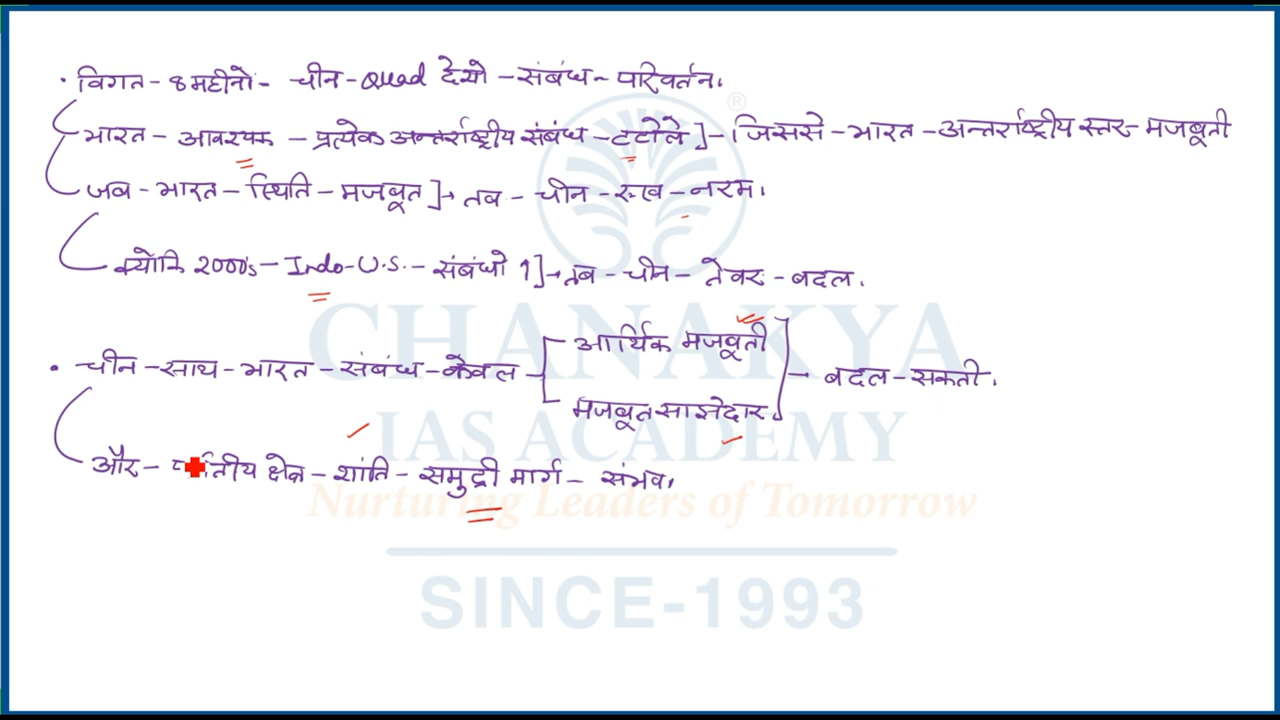 · विगत - 8 महीनों - चीन - Quad देशो - संबंध - परिवर्तन।
भारत - आवश्यक - प्रत्येक अन्तर्राष्ट्रीय संबंध - टटोले ] - जिससे - भारत - अन्तर्राष्ट्रीय स्तर - मजबूती
जब - भारत - स्थिति - मजबूत ] → तब - चीन - रुख - नरम।
क्योकि 2000's - Indo-U.S. - संबंधो ↑ ] → तब - चीन - तेवर - बदल।
CHANAKYA
आर्थिक मजबूती
· चीन - साथ - भारत - संबंध - केवल - [ ] → बदल - सकती।
मजबूत साझेदार
IAS ACADEMY
और - क्षेत्र - शांति - समुद्री मार्ग - संभव।
Nurturing Leaders of Tomorrow
SINCE-1993